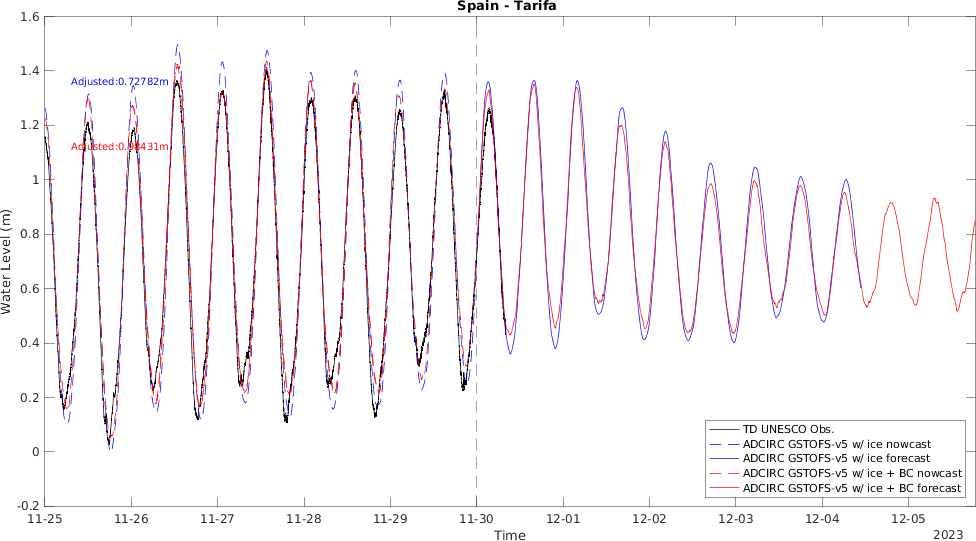 Spain - Tarifa
1.6
1.4
1.2
1
0.8
0.6
0.4
0.2
0
-0.2
Water Level (m)
Adjusted:0.72782m
TD UNESCO Obs.
ADCIRC GSTOFS-v5 w/ ice nowcast
ADCIRC GSTOFS-v5 w/ ice forecast
ADCIRC GSTOFS-v5 w/ ice + BC nowcast
ADCIRC GSTOFS-v5 w/ ice + BC forecast
11-25 11-26 11-27 11-28 11-29 11-30 12-01 12-02 12-03 12-04 12-05
Time
2023